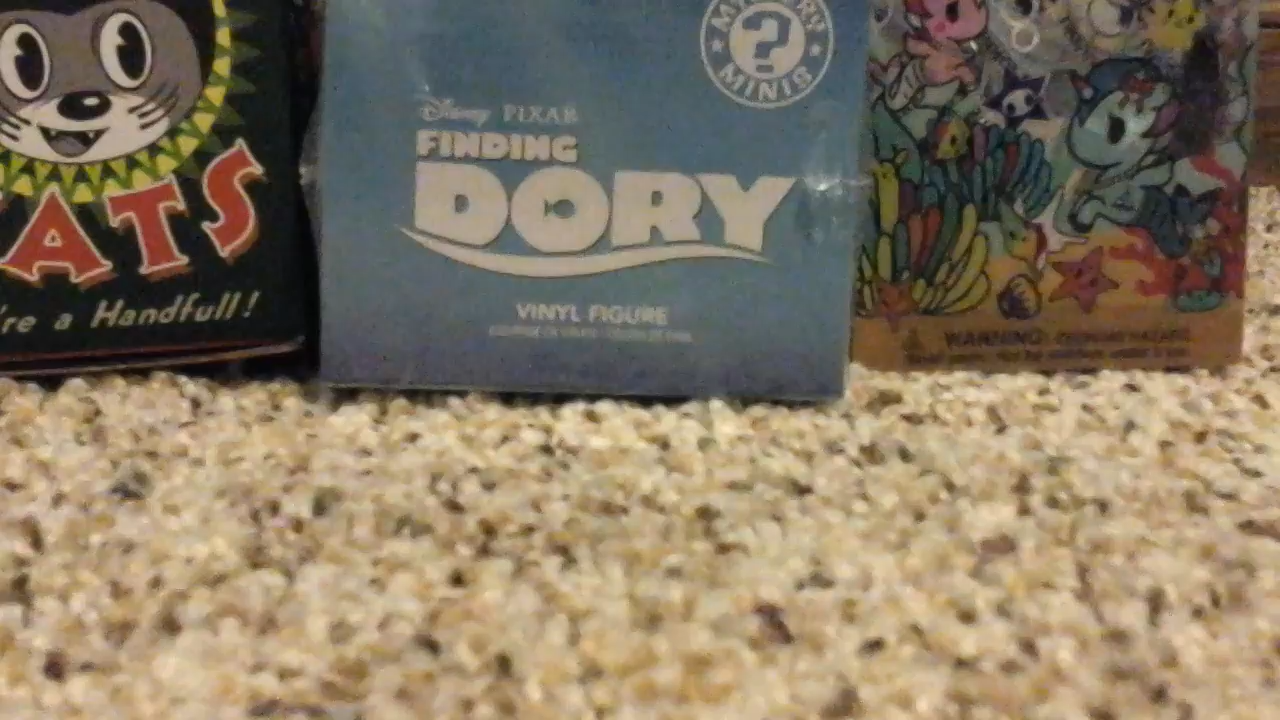 ATS
're a Handfull!
MYSTERY
?
MINIS
Disney PIXAR
FINDING
DORY
VINYL FIGURE
WARNING: